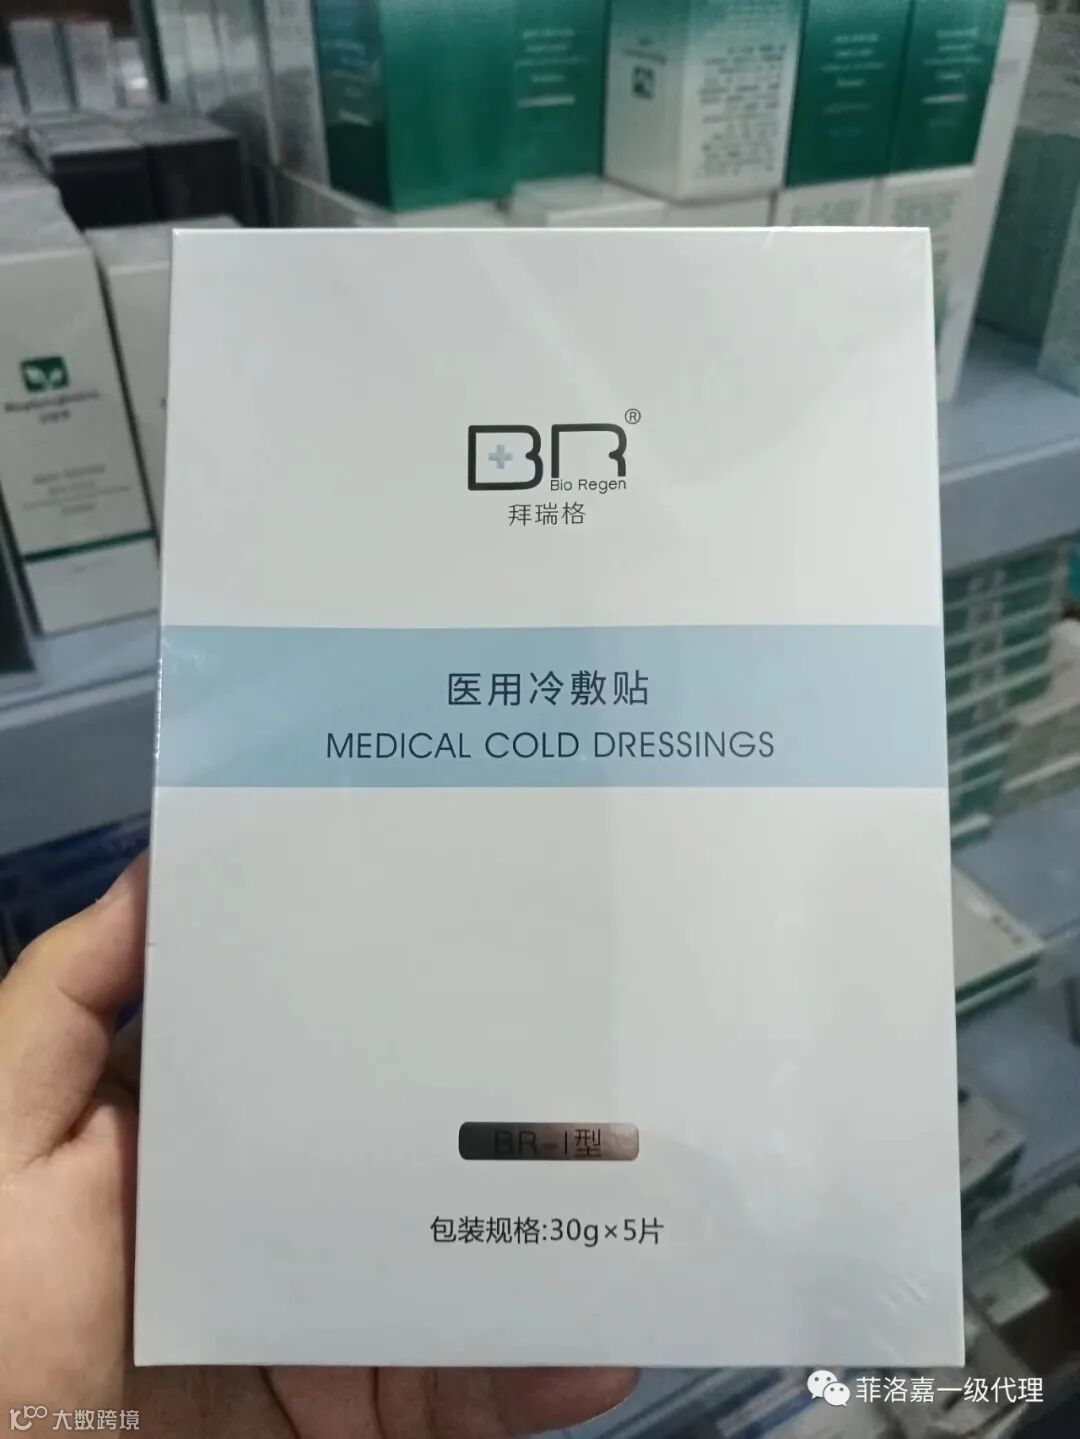 BR®
Bio Regen
拜瑞格
医用冷敷贴
MEDICAL COLD DRESSINGS
BR-I型
包装规格:30g×5片
菲洛嘉一级代理
大数跨境